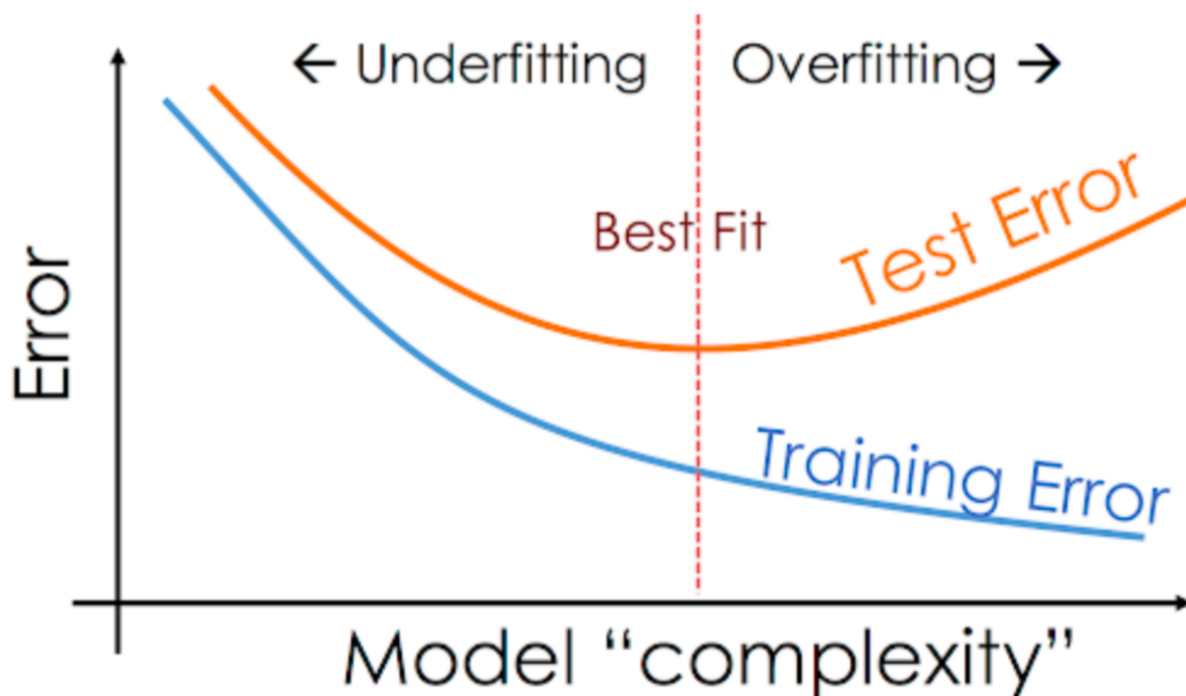 ← Underfitting
Overfitting →
Best Fit
Test Error
Training Error
Error
Model “complexity”